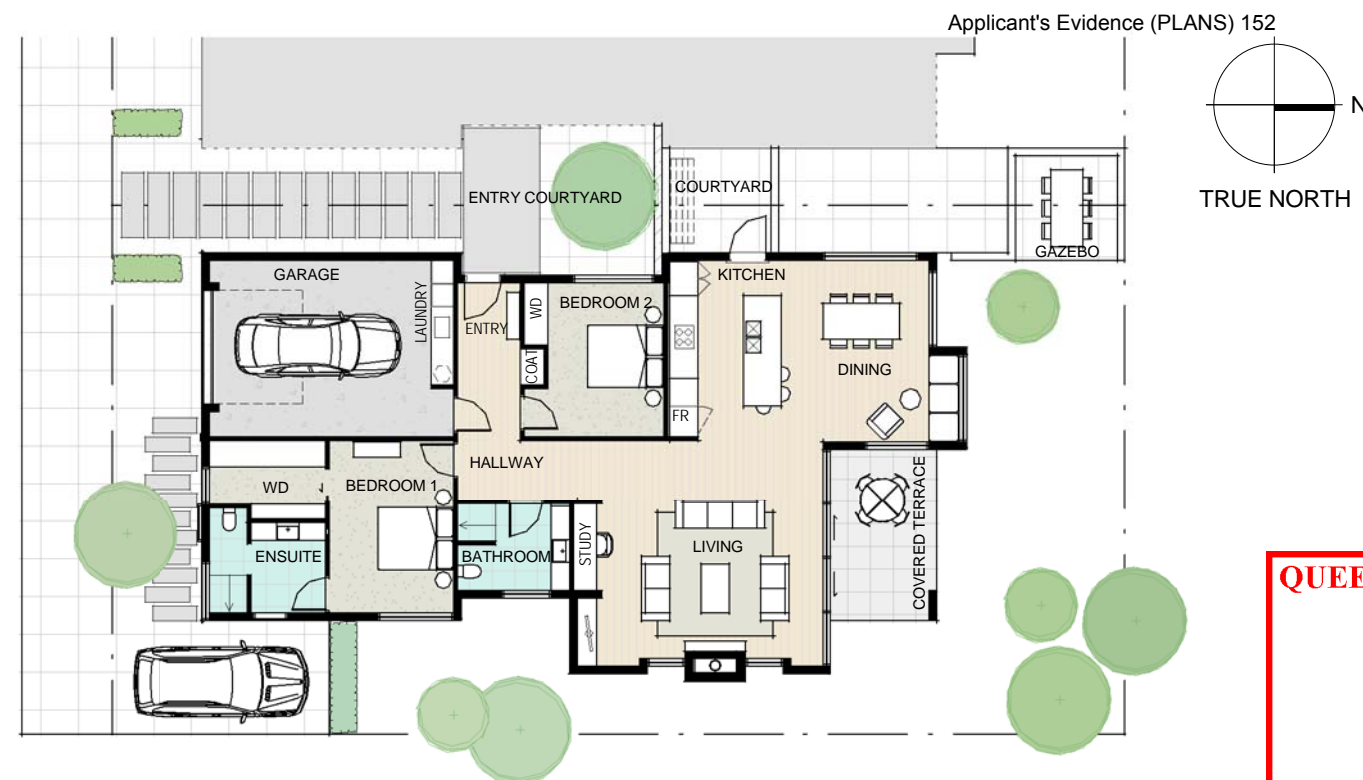 Applicant's Evidence (PLANS) 152
N
TRUE NORTH
ENTRY COURTYARD
COURTYARD
GAZEBO
GARAGE
LAUNDRY
ENTRY
WD
COAT
BEDROOM 2
KITCHEN
FR
DINING
HALLWAY
WD
BEDROOM 1
ENSUITE
BATHROOM
STUDY
LIVING
COVERED TERRACE
QUEE